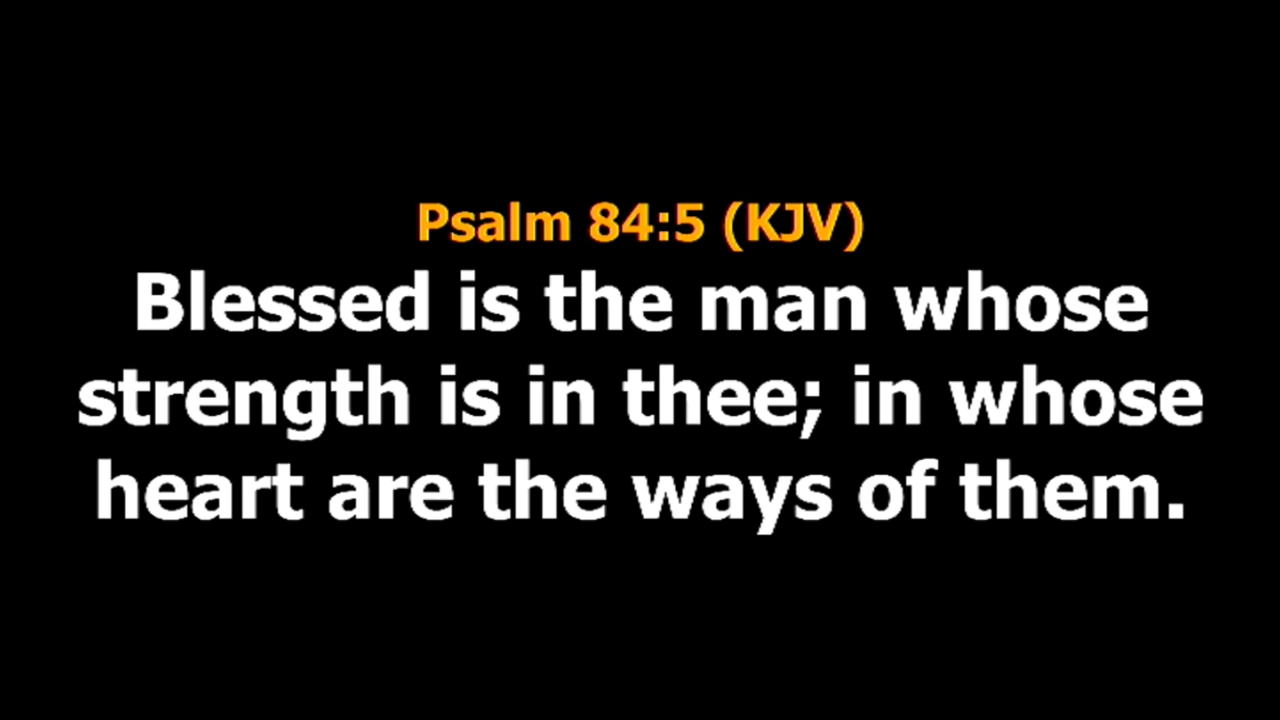 Psalm 84:5 (KJV)
Blessed is the man whose
strength is in thee; in whose
heart are the ways of them.